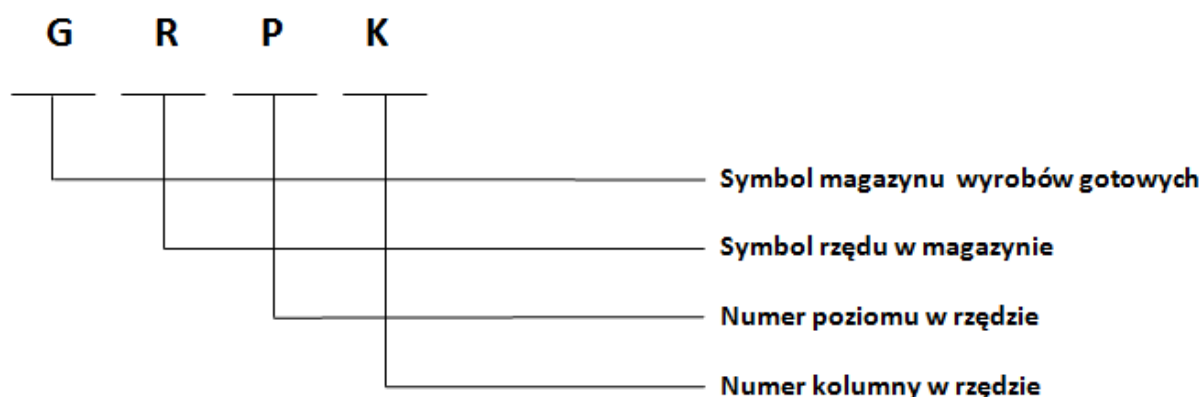 G R P K
Symbol magazynu wyrobów gotowych
Symbol rzędu w magazynie
Numer poziomu w rzędzie
Numer kolumny w rzędzie